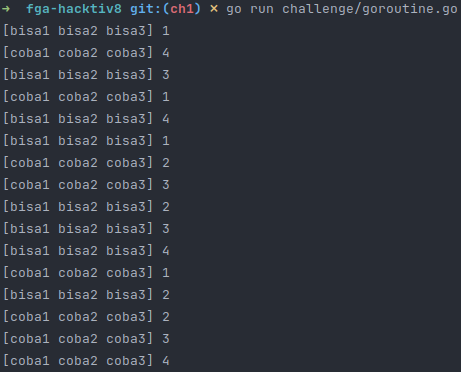 → fga-hacktiv8 git:(ch1) × go run challenge/goroutine.go
[bisa1 bisa2 bisa3] 1
[coba1 coba2 coba3] 4
[bisa1 bisa2 bisa3] 3
[coba1 coba2 coba3] 1
[bisa1 bisa2 bisa3] 4
[bisa1 bisa2 bisa3] 1
[coba1 coba2 coba3] 2
[coba1 coba2 coba3] 3
[bisa1 bisa2 bisa3] 2
[bisa1 bisa2 bisa3] 3
[bisa1 bisa2 bisa3] 4
[coba1 coba2 coba3] 1
[bisa1 bisa2 bisa3] 2
[coba1 coba2 coba3] 2
[coba1 coba2 coba3] 3
[coba1 coba2 coba3] 4